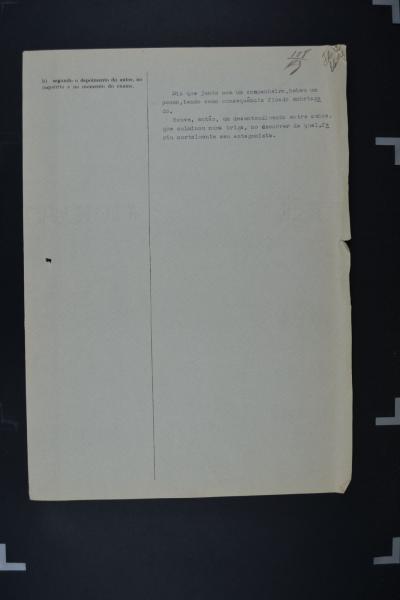 b) segundo o depoimento do autor, no
inquérito e no momento do exame.
Diz que junto com um companheiro, bebeu um
pouco, tendo como consequência ficado embriaga
do.
Houve, então, um desentendimento entre ambos,
que culminou numa briga, no decorrer da qual, fe
riu mortalmente seu antagonista.